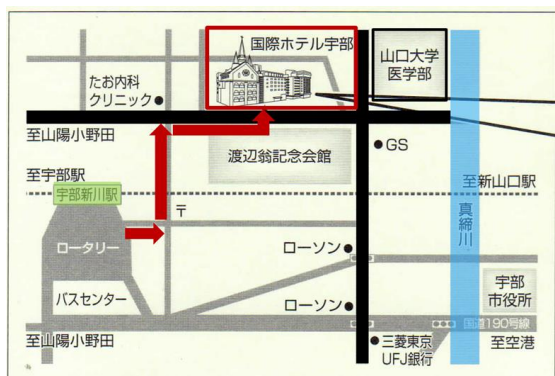 国際ホテル宇部
山口大学
医学部
たお内科
クリニック
至山陽小野田
渡辺翁記念会館
GS
至宇部駅
至新山口駅
宇部新川駅
〒
真締川
ロータリー
ローソン
バスセンター
宇部
市役所
ローソン
国道190号線
至山陽小野田
三菱東京
UFJ銀行
至空港